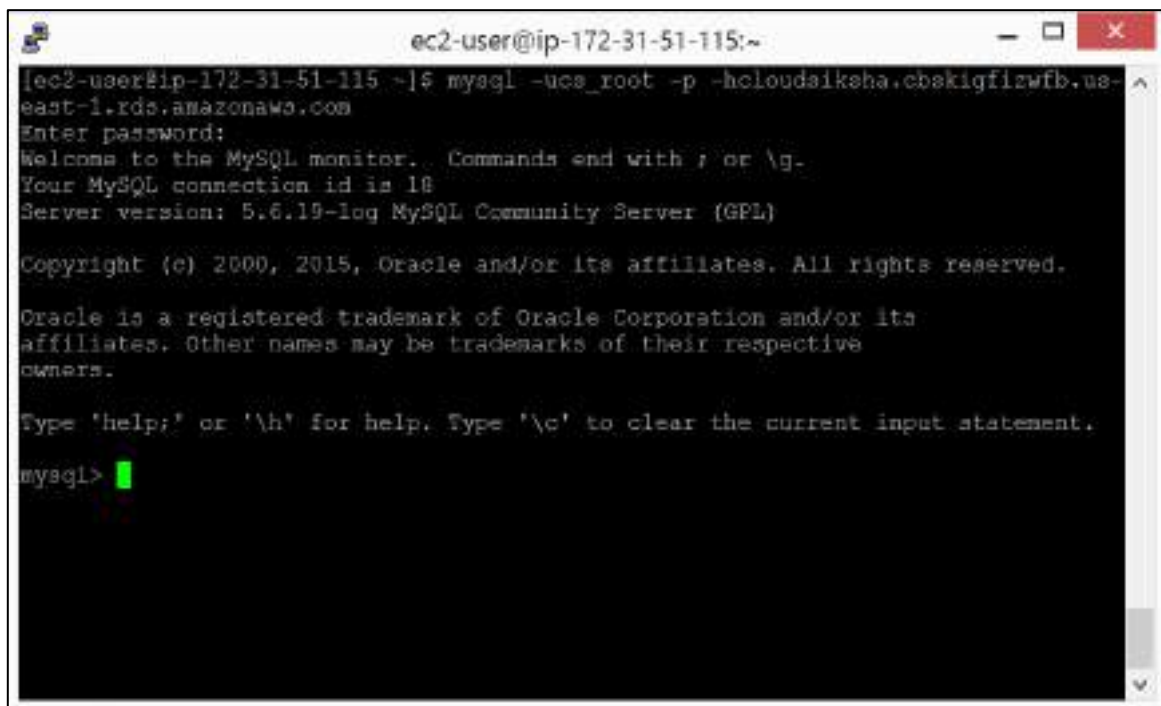 ec2-user@ip-172-31-51-115:~
[ec2-user@ip-172-31-51-115 ~]$ mysql -ucs_root -p -hcloudsiksha.cbskigfizwfb.us-
east-1.rds.amazonaws.com
Enter password:
Welcome to the MySQL monitor.  Commands end with ; or \g.
Your MySQL connection id is 18
Server version: 5.6.19-log MySQL Community Server (GPL)
Copyright (c) 2000, 2015, Oracle and/or its affiliates. All rights reserved.
Oracle is a registered trademark of Oracle Corporation and/or its
affiliates. Other names may be trademarks of their respective
owners.
Type 'help;' or '\h' for help. Type '\c' to clear the current input statement.
mysql>